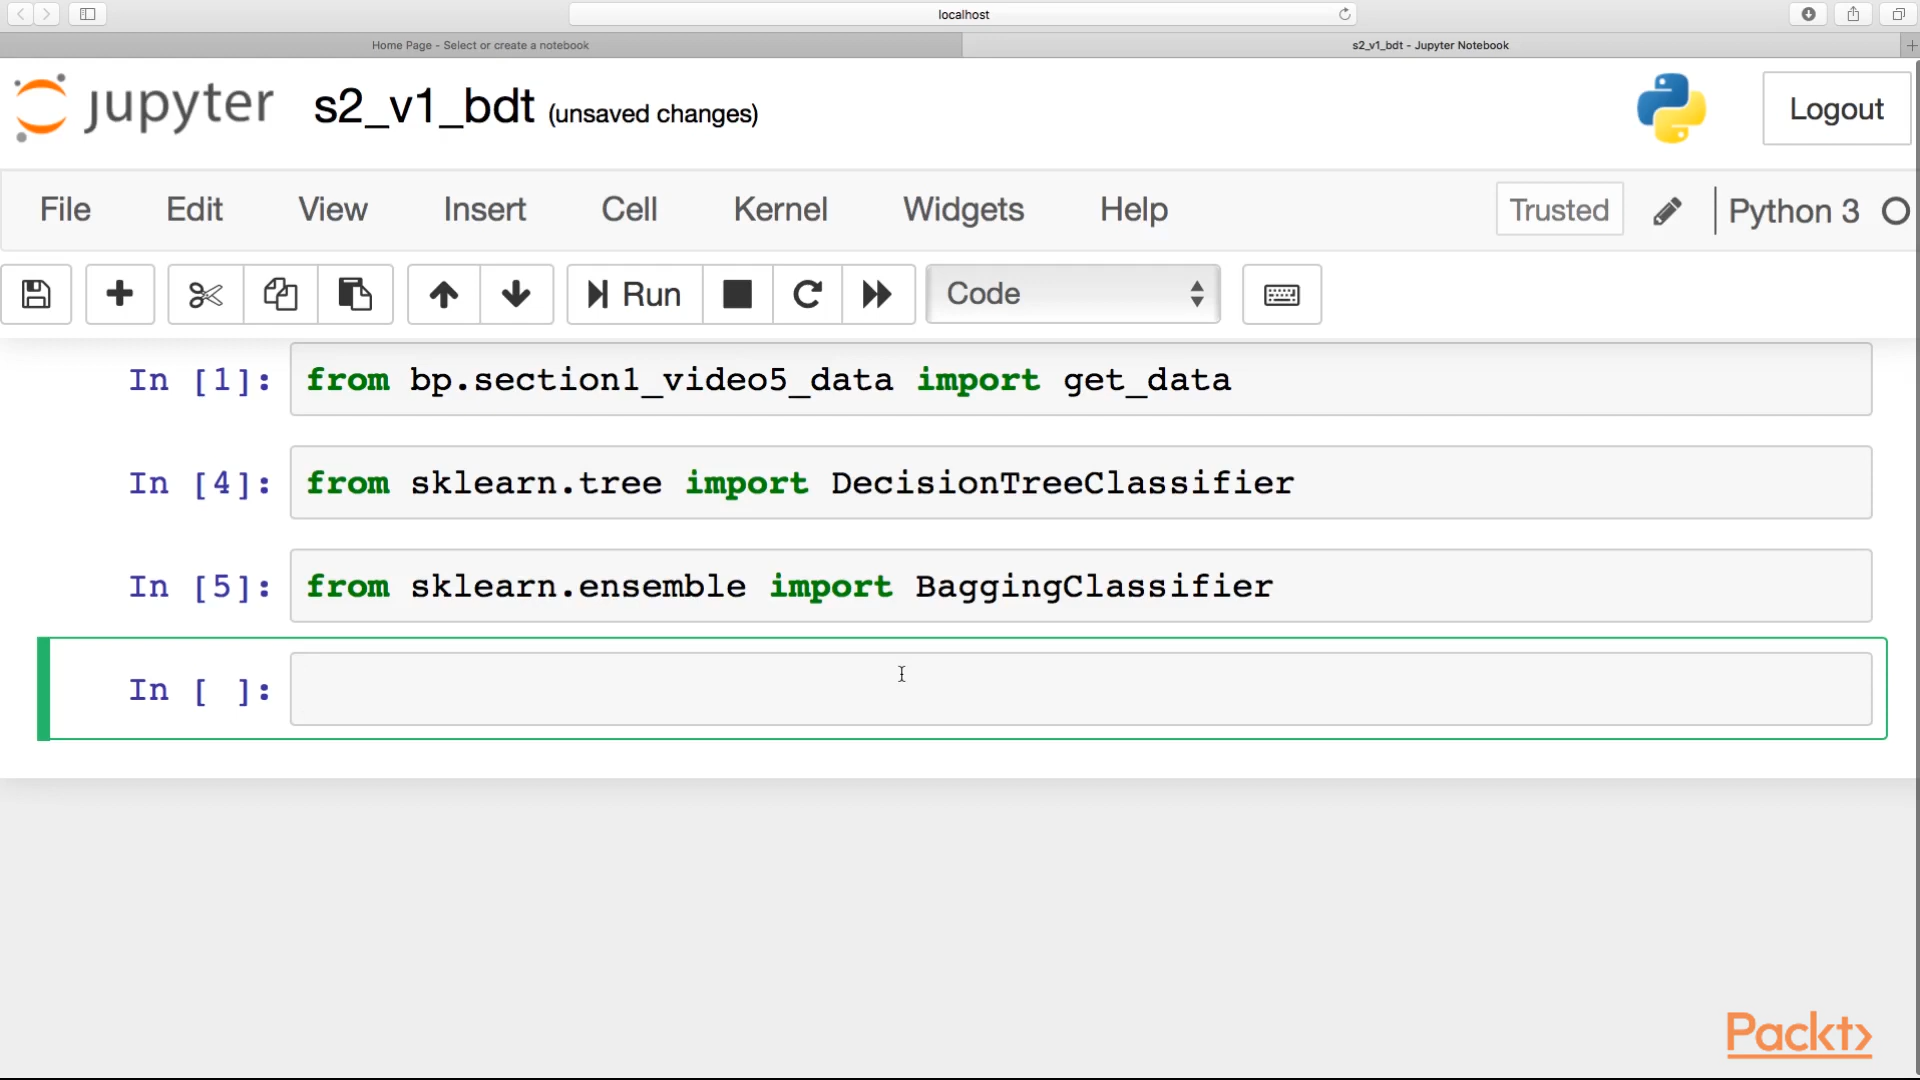 localhost
Home Page - Select or create a notebook
s2_v1_bdt - Jupyter Notebook
jupyter s2_v1_bdt (unsaved changes)
Logout
File Edit View Insert Cell Kernel Widgets Help
Trusted Python 3
Run Code
In [1]: from bp.section1_video5_data import get_data
In [4]: from sklearn.tree import DecisionTreeClassifier
In [5]: from sklearn.ensemble import BaggingClassifier
In [ ]:
Packt>